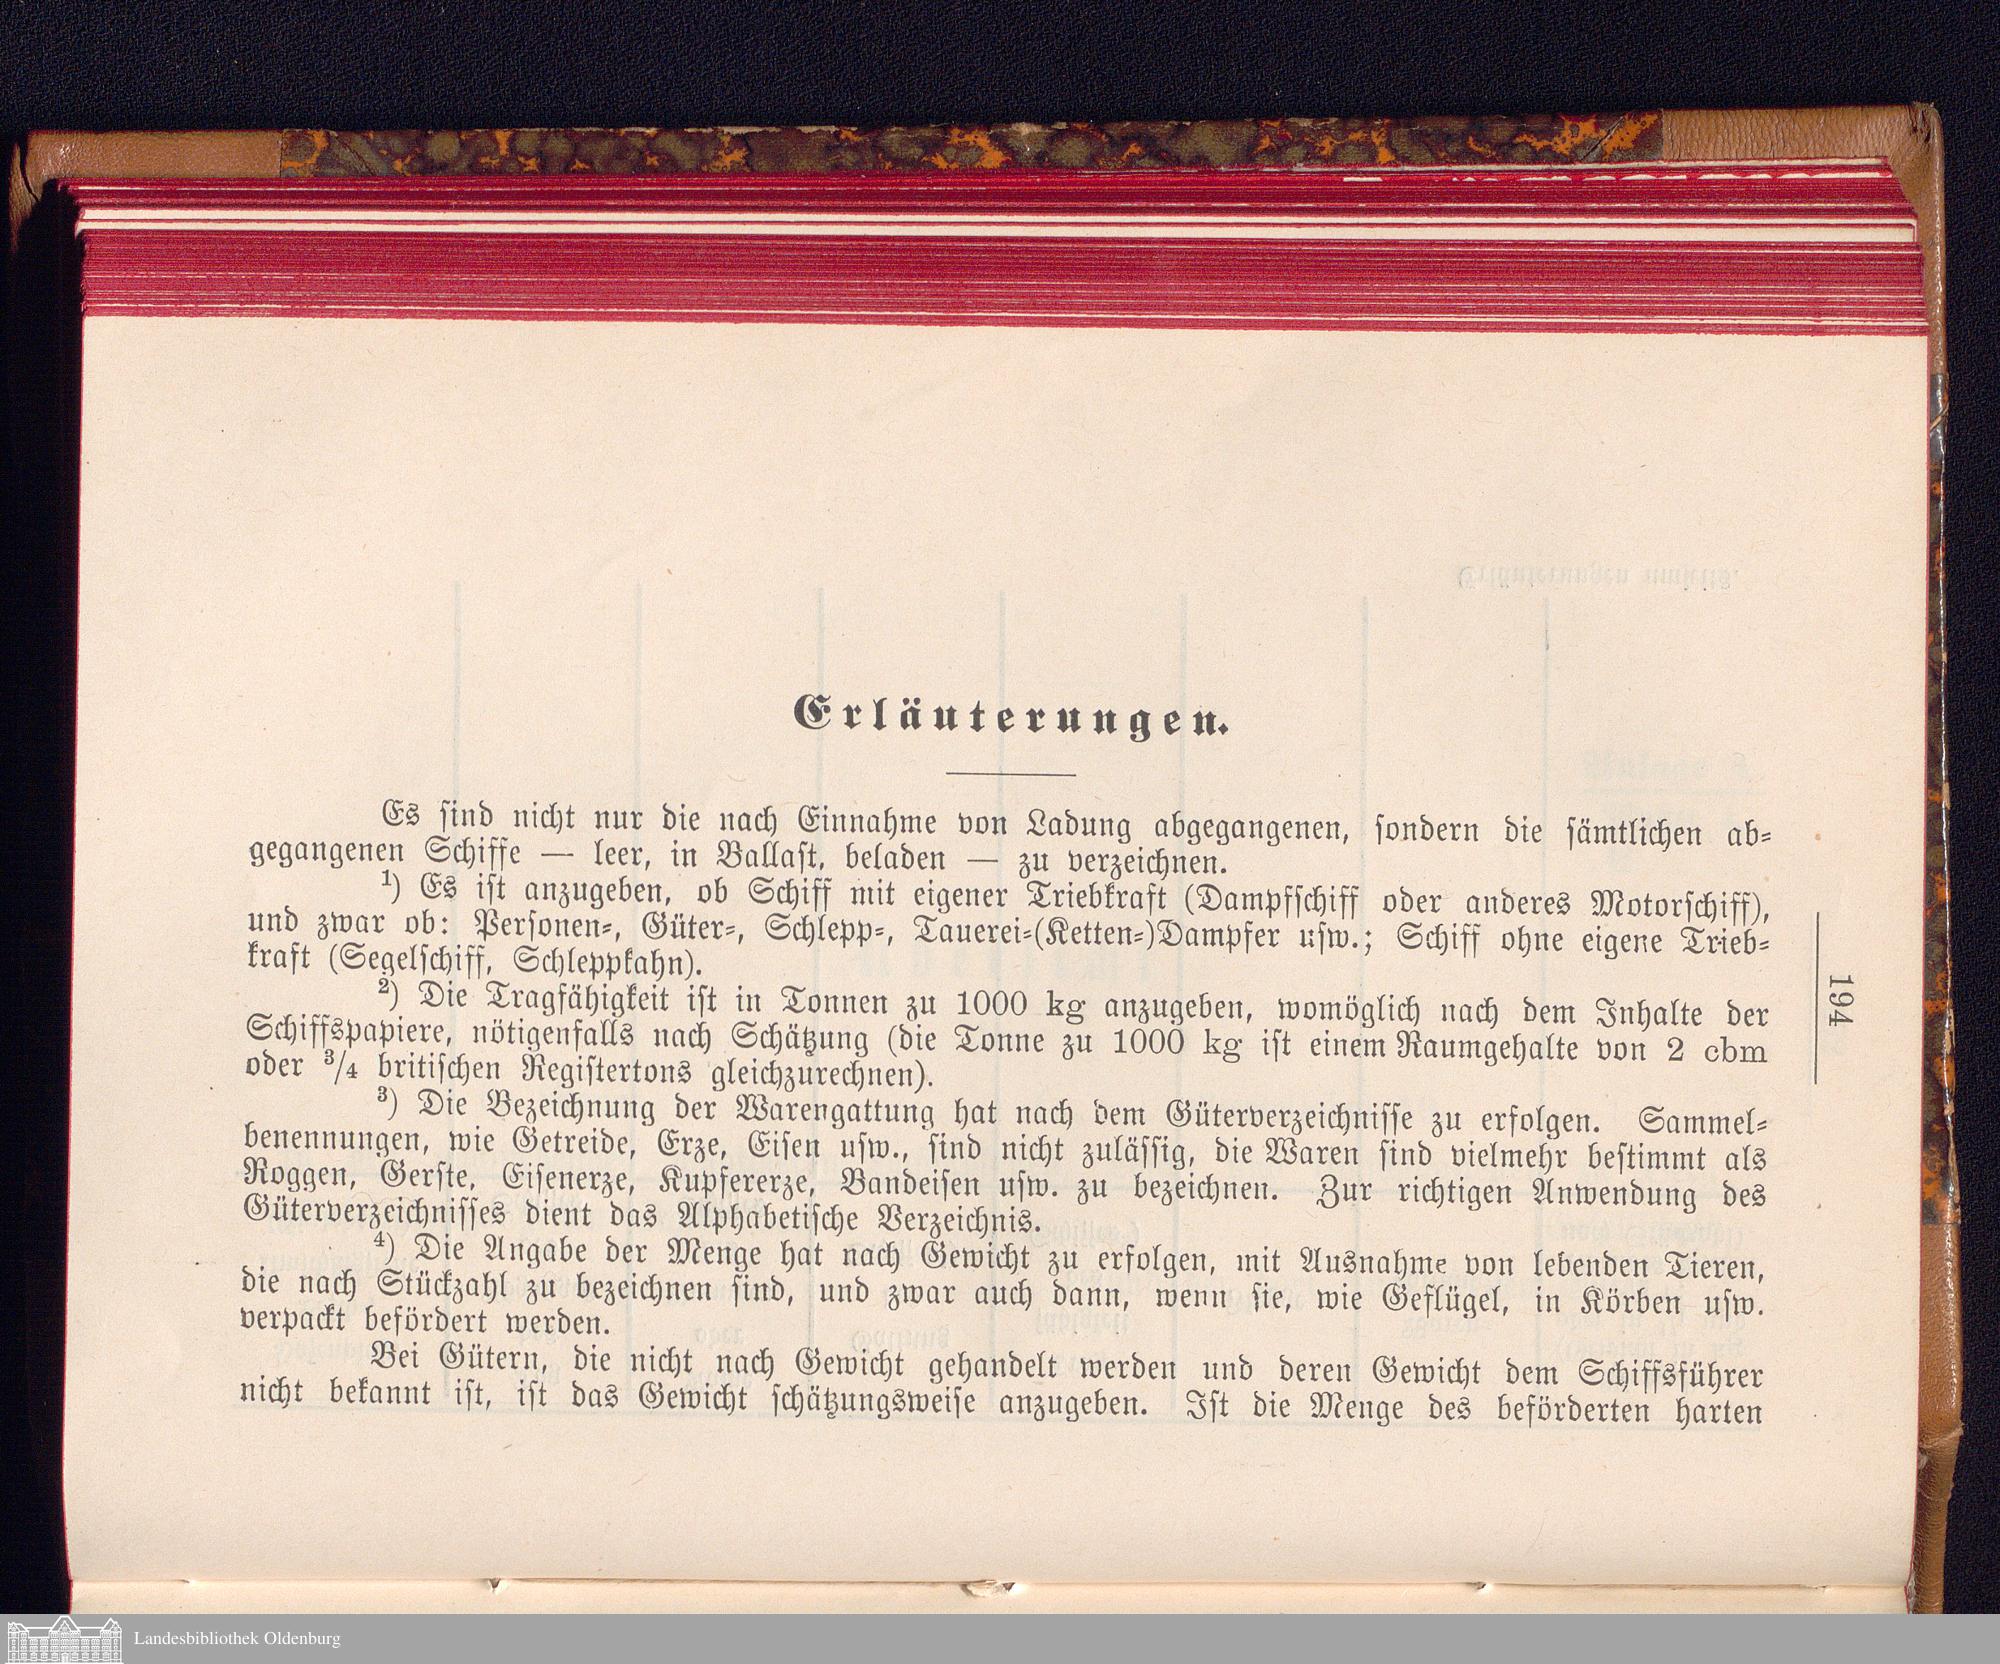 Erläuterungen.
Es sind nicht nur die nach Einnahme von Ladung abgegangenen, sondern die sämtlichen ab-
gegangenen Schiffe — leer, in Ballast, beladen — zu verzeichnen.
¹) Es ist anzugeben, ob Schiff mit eigener Triebkraft (Dampfschiff oder anderes Motorschiff),
und zwar ob: Personen-, Güter-, Schlepp-, Tauerei-(Ketten-)Dampfer usw.; Schiff ohne eigene Trieb-
kraft (Segelschiff, Schleppkahn).
²) Die Tragfähigkeit ist in Tonnen zu 1000 kg anzugeben, womöglich nach dem Inhalte der
Schiffspapiere, nötigenfalls nach Schätzung (die Tonne zu 1000 kg ist einem Raumgehalte von 2 cbm
oder ³/₄ britischen Registertons gleichzurechnen).
³) Die Bezeichnung der Warengattung hat nach dem Güterverzeichnisse zu erfolgen. Sammel-
benennungen, wie Getreide, Erze, Eisen usw., sind nicht zulässig, die Waren sind vielmehr bestimmt als
Roggen, Gerste, Eisenerze, Kupfererze, Bandeisen usw. zu bezeichnen. Zur richtigen Anwendung des
Güterverzeichnisses dient das Alphabetische Verzeichnis.
⁴) Die Angabe der Menge hat nach Gewicht zu erfolgen, mit Ausnahme von lebenden Tieren,
die nach Stückzahl zu bezeichnen sind, und zwar auch dann, wenn sie, wie Geflügel, in Körben usw.
verpackt befördert werden.
Bei Gütern, die nicht nach Gewicht gehandelt werden und deren Gewicht dem Schiffsführer
nicht bekannt ist, ist das Gewicht schätzungsweise anzugeben. Ist die Menge des beförderten harten
194
Landesbibliothek Oldenburg